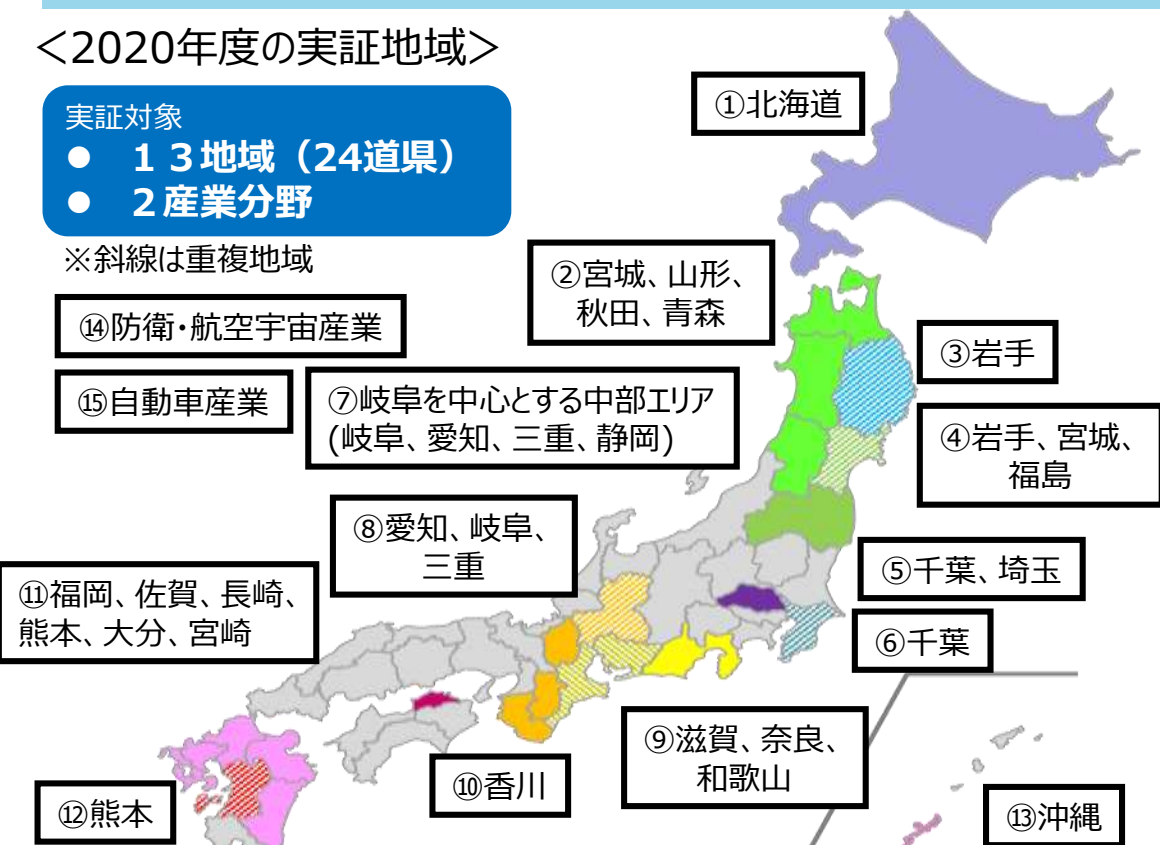 ＜2020年度の実証地域＞
実証対象
● １３地域（24道県）
● ２産業分野
※斜線は重複地域
①北海道
②宮城、山形、
秋田、青森
③岩手
④岩手、宮城、
福島
⑤千葉、埼玉
⑥千葉
⑦岐阜を中心とする中部エリア
(岐阜、愛知、三重、静岡)
⑧愛知、岐阜、
三重
⑨滋賀、奈良、
和歌山
⑩香川
⑪福岡、佐賀、長崎、
熊本、大分、宮崎
⑫熊本
⑬沖縄
⑭防衛・航空宇宙産業
⑮自動車産業